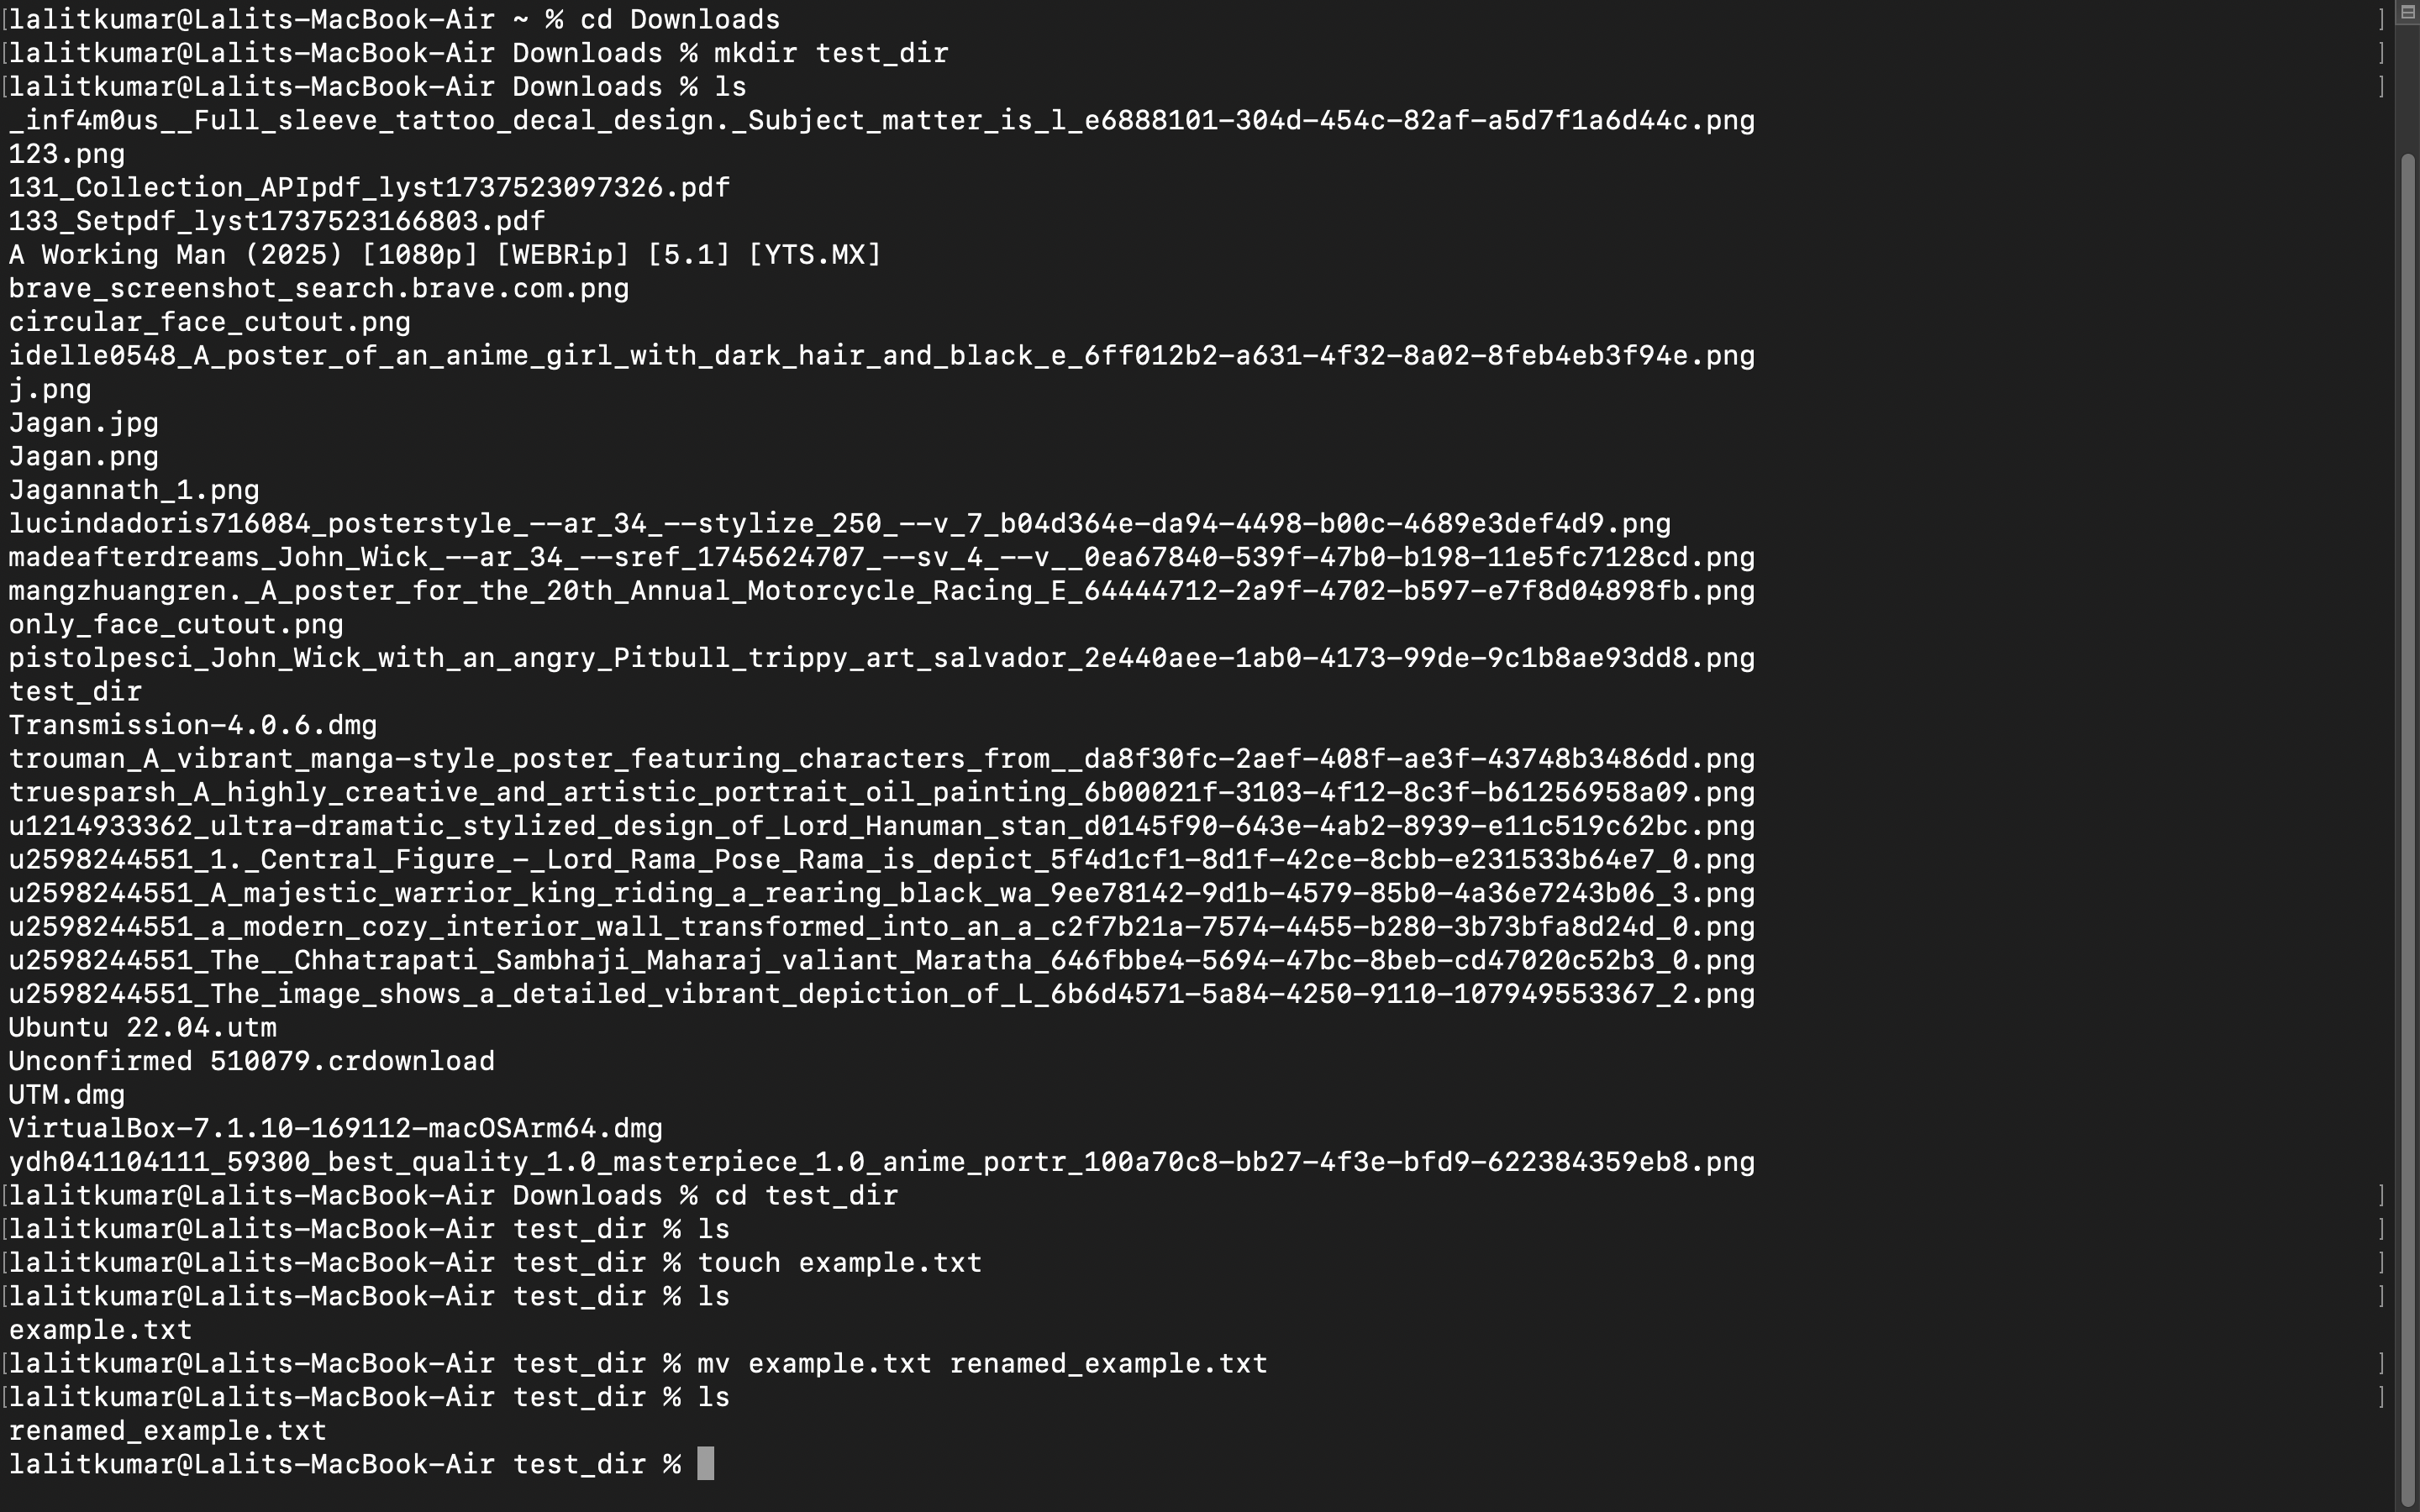 [lalitkumar@Lalits-MacBook-Air ~ % cd Downloads ]
[lalitkumar@Lalits-MacBook-Air Downloads % mkdir test_dir ]
[lalitkumar@Lalits-MacBook-Air Downloads % ls ]
_inf4m0us__Full_sleeve_tattoo_decal_design._Subject_matter_is_l_e6888101-304d-454c-82af-a5d7f1a6d44c.png
123.png
131_Collection_APIpdf_lyst1737523097326.pdf
133_Setpdf_lyst1737523166803.pdf
A Working Man (2025) [1080p] [WEBRip] [5.1] [YTS.MX]
brave_screenshot_search.brave.com.png
circular_face_cutout.png
idelle0548_A_poster_of_an_anime_girl_with_dark_hair_and_black_e_6ff012b2-a631-4f32-8a02-8feb4eb3f94e.png
j.png
Jagan.jpg
Jagan.png
Jagannath_1.png
lucindadoris716084_posterstyle_--ar_34_--stylize_250_--v_7_b04d364e-da94-4498-b00c-4689e3def4d9.png
madeafterdreams_John_Wick_--ar_34_--sref_1745624707_--sv_4_--v__0ea67840-539f-47b0-b198-11e5fc7128cd.png
mangzhuangren._A_poster_for_the_20th_Annual_Motorcycle_Racing_E_64444712-2a9f-4702-b597-e7f8d04898fb.png
only_face_cutout.png
pistolpesci_John_Wick_with_an_angry_Pitbull_trippy_art_salvador_2e440aee-1ab0-4173-99de-9c1b8ae93dd8.png
test_dir
Transmission-4.0.6.dmg
trouman_A_vibrant_manga-style_poster_featuring_characters_from__da8f30fc-2aef-408f-ae3f-43748b3486dd.png
truesparsh_A_highly_creative_and_artistic_portrait_oil_painting_6b00021f-3103-4f12-8c3f-b61256958a09.png
u1214933362_ultra-dramatic_stylized_design_of_Lord_Hanuman_stan_d0145f90-643e-4ab2-8939-e11c519c62bc.png
u2598244551_1._Central_Figure_-_Lord_Rama_Pose_Rama_is_depict_5f4d1cf1-8d1f-42ce-8cbb-e231533b64e7_0.png
u2598244551_A_majestic_warrior_king_riding_a_rearing_black_wa_9ee78142-9d1b-4579-85b0-4a36e7243b06_3.png
u2598244551_a_modern_cozy_interior_wall_transformed_into_an_a_c2f7b21a-7574-4455-b280-3b73bfa8d24d_0.png
u2598244551_The__Chhatrapati_Sambhaji_Maharaj_valiant_Maratha_646fbbe4-5694-47bc-8beb-cd47020c52b3_0.png
u2598244551_The_image_shows_a_detailed_vibrant_depiction_of_L_6b6d4571-5a84-4250-9110-107949553367_2.png
Ubuntu 22.04.utm
Unconfirmed 510079.crdownload
UTM.dmg
VirtualBox-7.1.10-169112-macOSArm64.dmg
ydh041104111_59300_best_quality_1.0_masterpiece_1.0_anime_portr_100a70c8-bb27-4f3e-bfd9-622384359eb8.png
[lalitkumar@Lalits-MacBook-Air Downloads % cd test_dir ]
[lalitkumar@Lalits-MacBook-Air test_dir % ls ]
[lalitkumar@Lalits-MacBook-Air test_dir % touch example.txt ]
[lalitkumar@Lalits-MacBook-Air test_dir % ls ]
example.txt
[lalitkumar@Lalits-MacBook-Air test_dir % mv example.txt renamed_example.txt ]
[lalitkumar@Lalits-MacBook-Air test_dir % ls ]
renamed_example.txt
lalitkumar@Lalits-MacBook-Air test_dir %